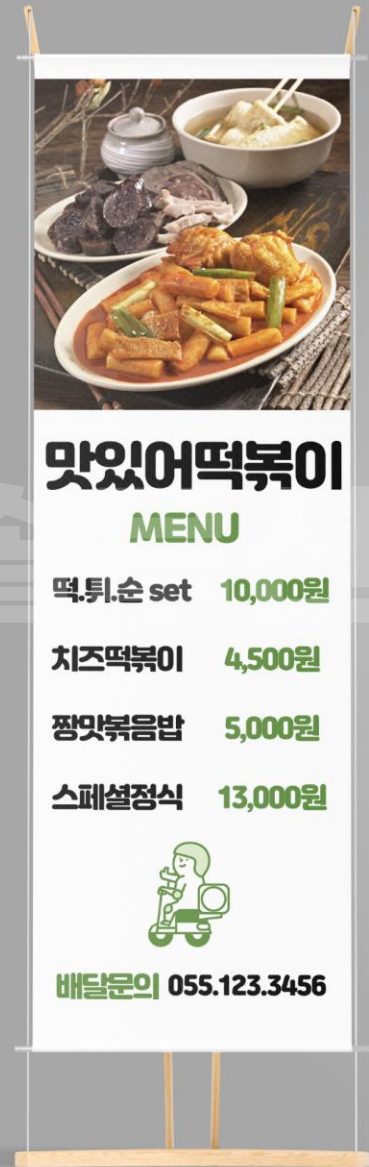 맛있어떡볶이
MENU
떡.튀.순 set 10,000원
치즈떡볶이 4,500원
짱맛볶음밥 5,000원
스페셜정식 13,000원
배달문의 055.123.3456